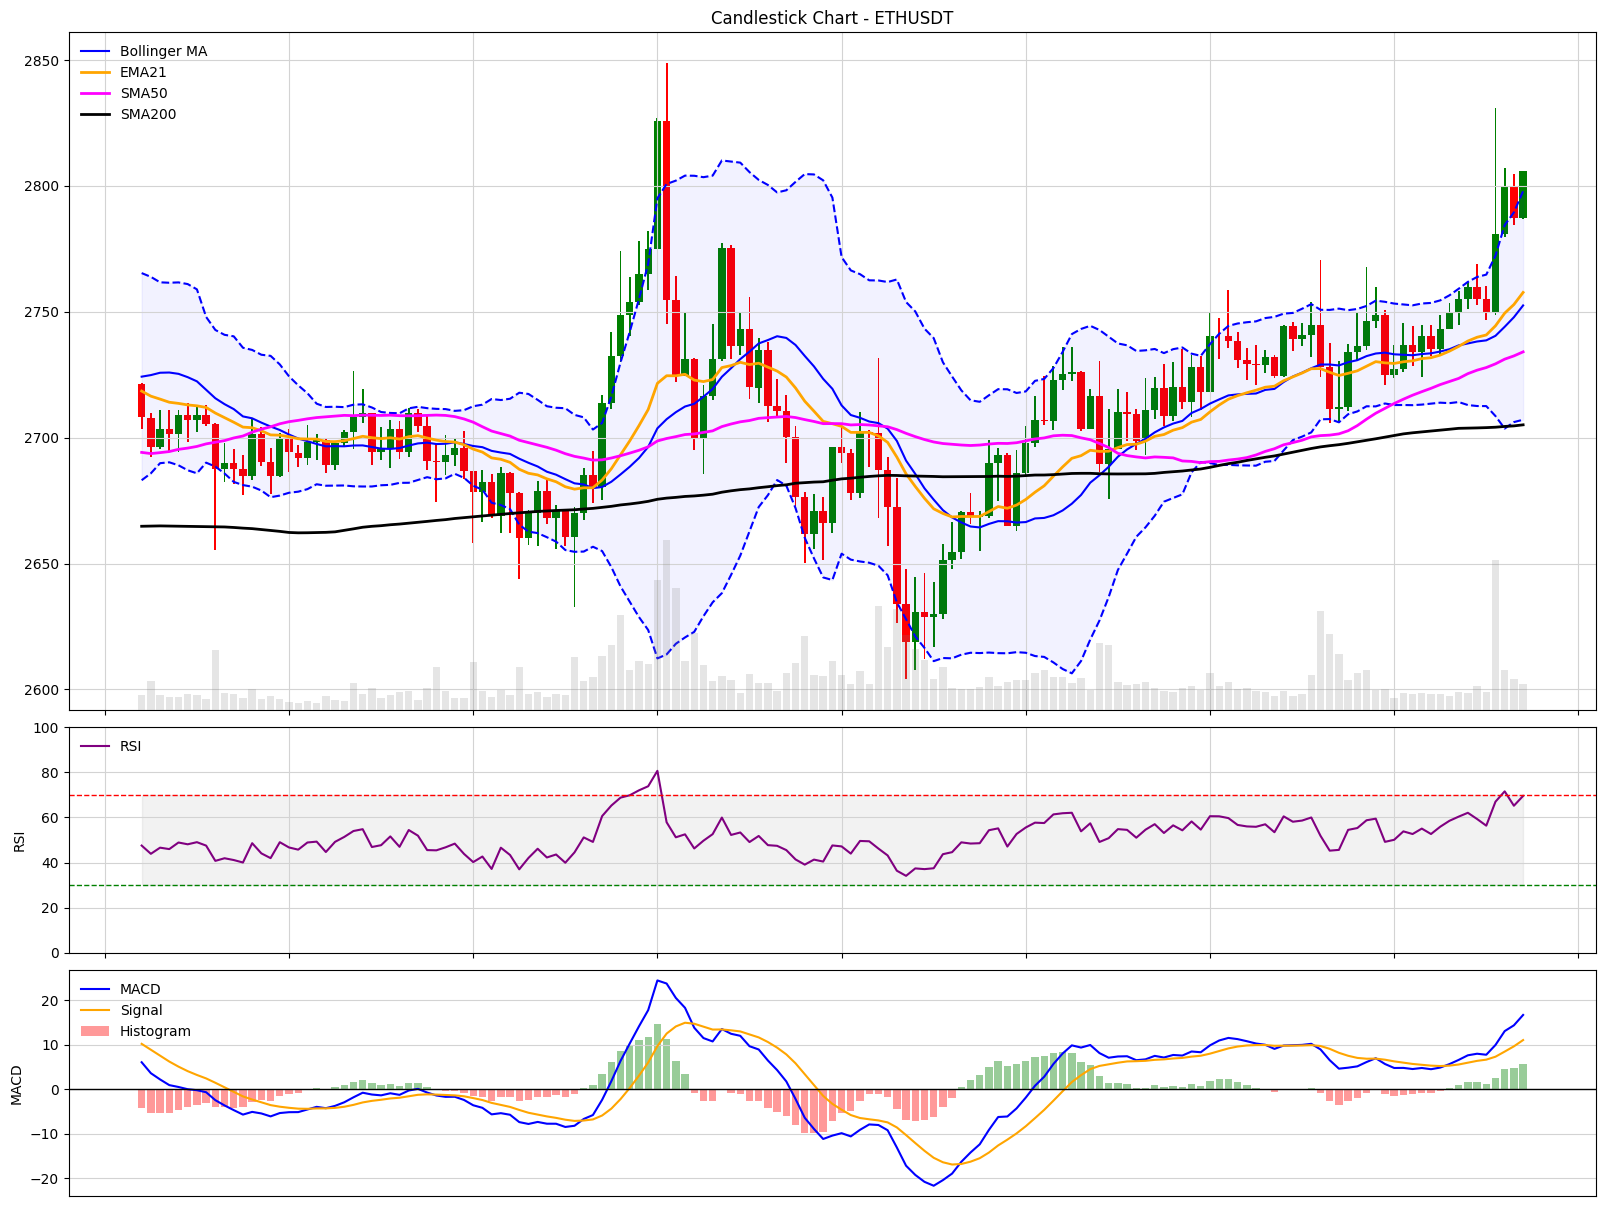 Candlestick Chart - ETHUSDT
Bollinger MA
EMA21
SMA50
SMA200
2850
2800
2750
2700
2650
2600
RSI
100
80
60
40
20
0
RSI
MACD
Signal
Histogram
20
10
0
−10
−20
MACD